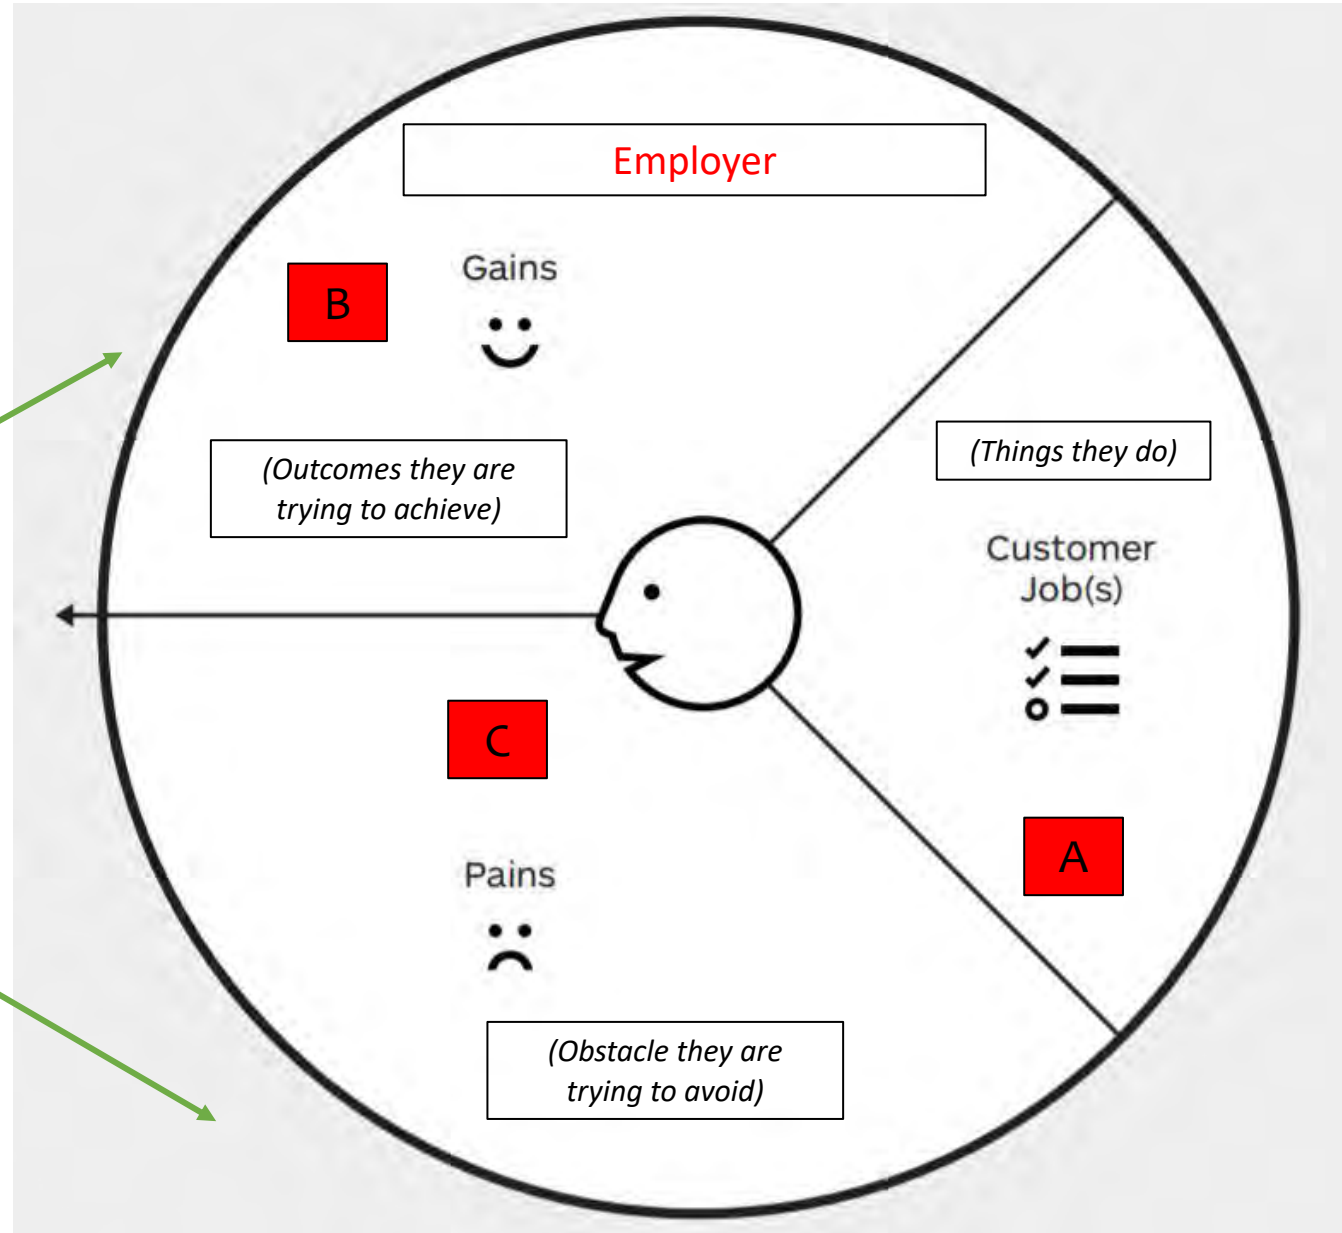 Employer
Gains
B
(Outcomes they are
trying to achieve)
(Things they do)
Customer
Job(s)
A
C
Pains
(Obstacle they are
trying to avoid)